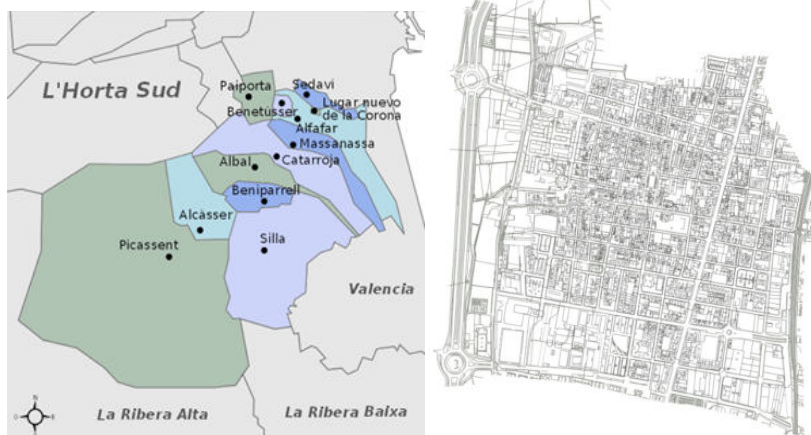 L'Horta Sud
Paiporta
Sedaví
Benetússer
Lugar nuevo
de la Corona
Alfafar
Massanassa
Catarroja
Albal
Beniparrell
Alcàsser
Silla
Picassent
Valencia
La Ribera Alta
La Ribera Baixa
N